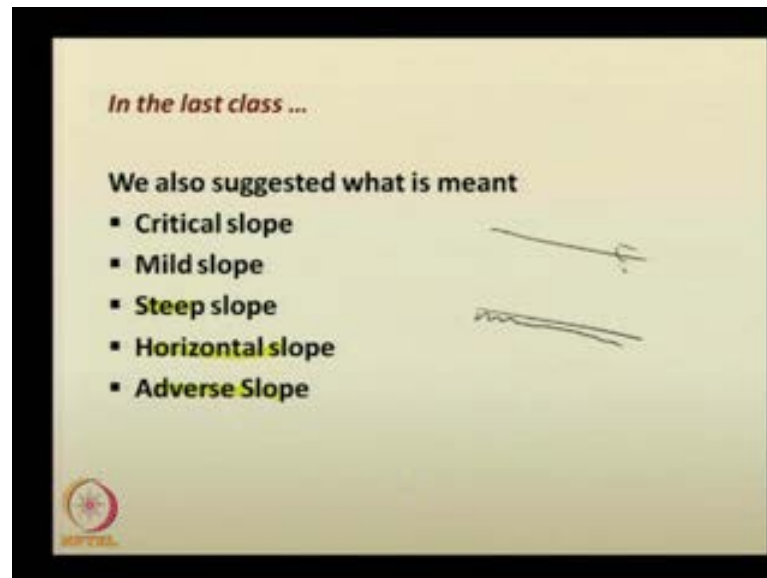 In the last class ...
We also suggested what is meant
▪ Critical slope
▪ Mild slope
▪ Steep slope
▪ Horizontal slope
▪ Adverse Slope
NPTEL